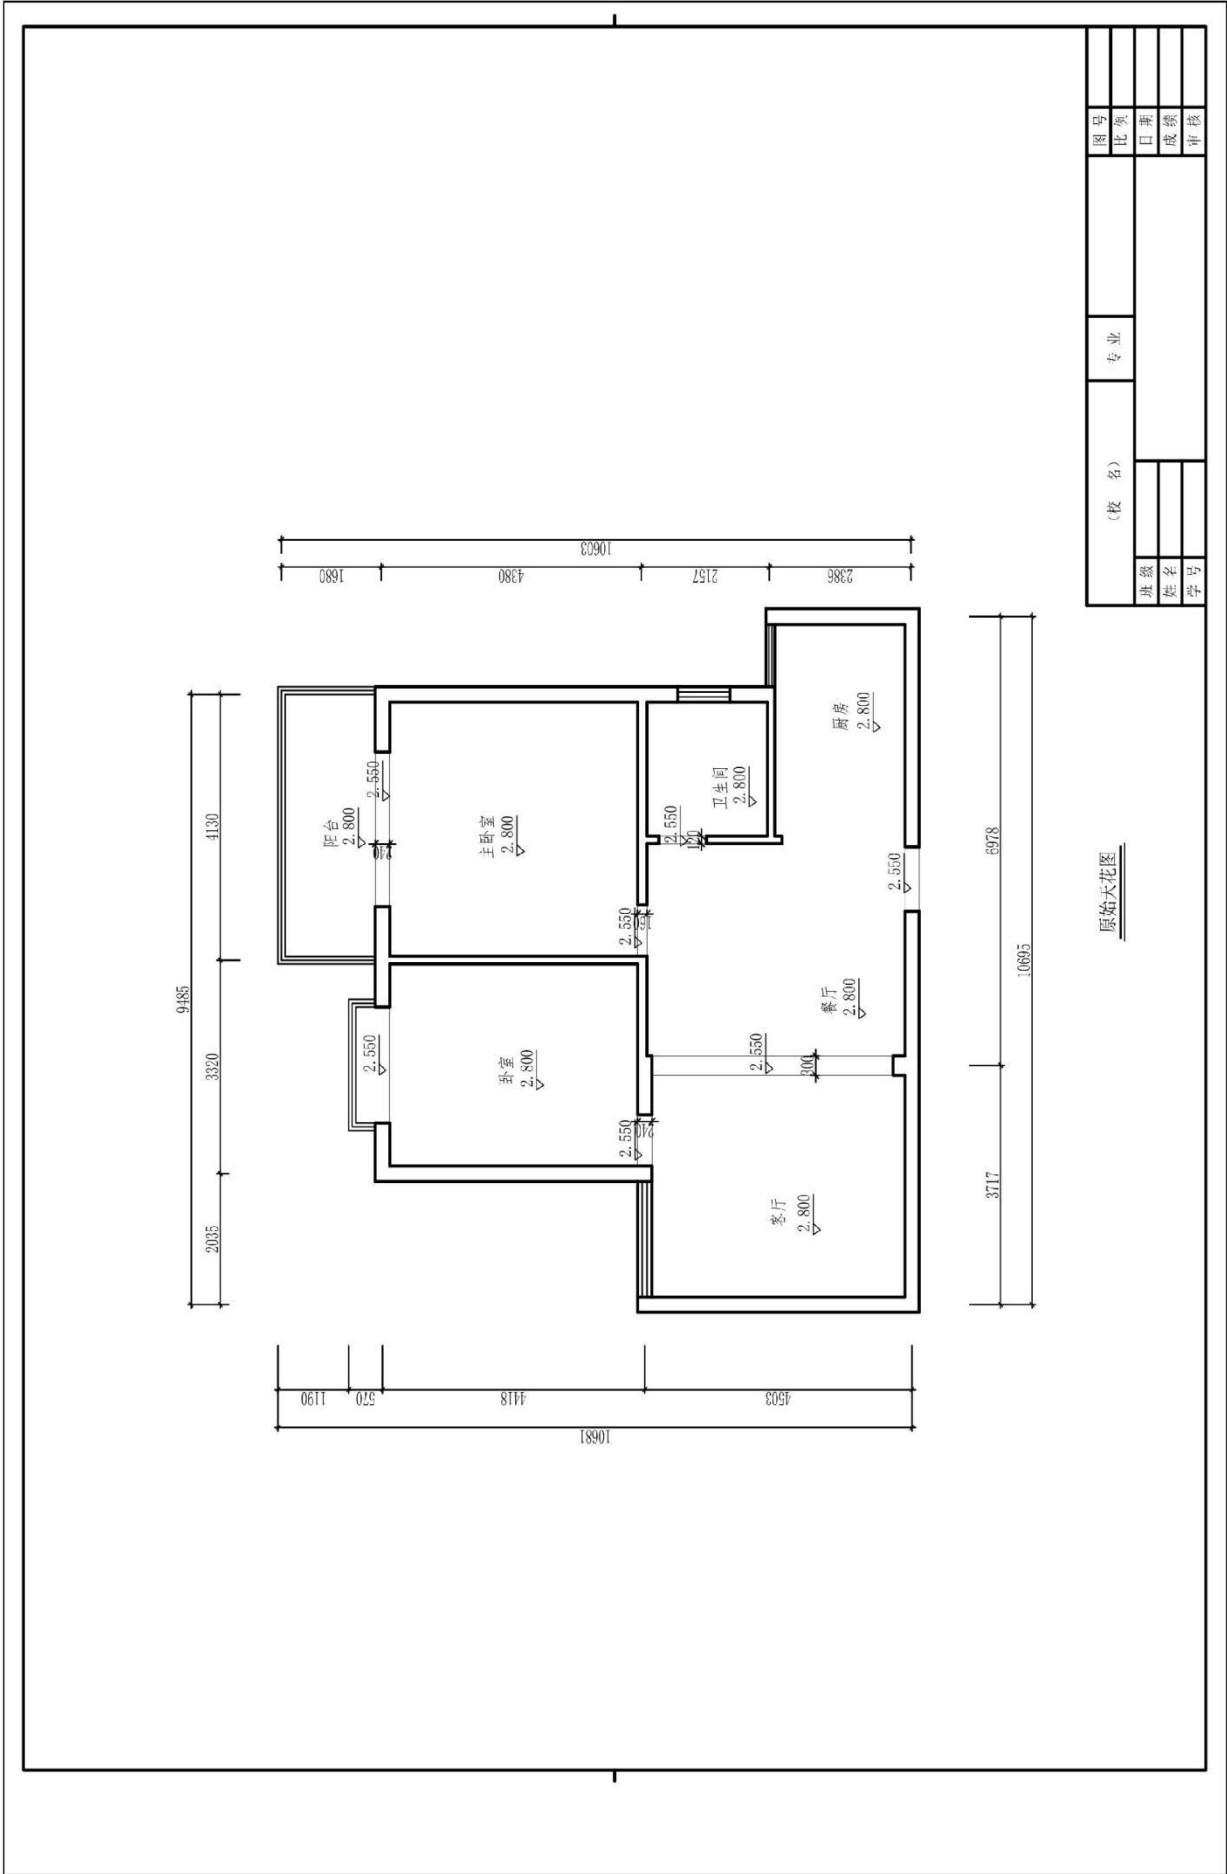 9485
2035
3320
4130
阳台
2.800
2.550
240
2.550
主卧室
2.800
卧室
2.800
2.550
160
2.550
240
卫生间
2.800
2.550
120
厨房
2.800
2.550
餐厅
2.800
2.550
300
客厅
2.800
1680
4380
2157
2386
10603
1190
570
4418
4503
10681
3717
6978
10695
原始天花图
(校 名)
专 业
图 号
比 例
日 期
成 绩
审 核
班 级
姓 名
学 号